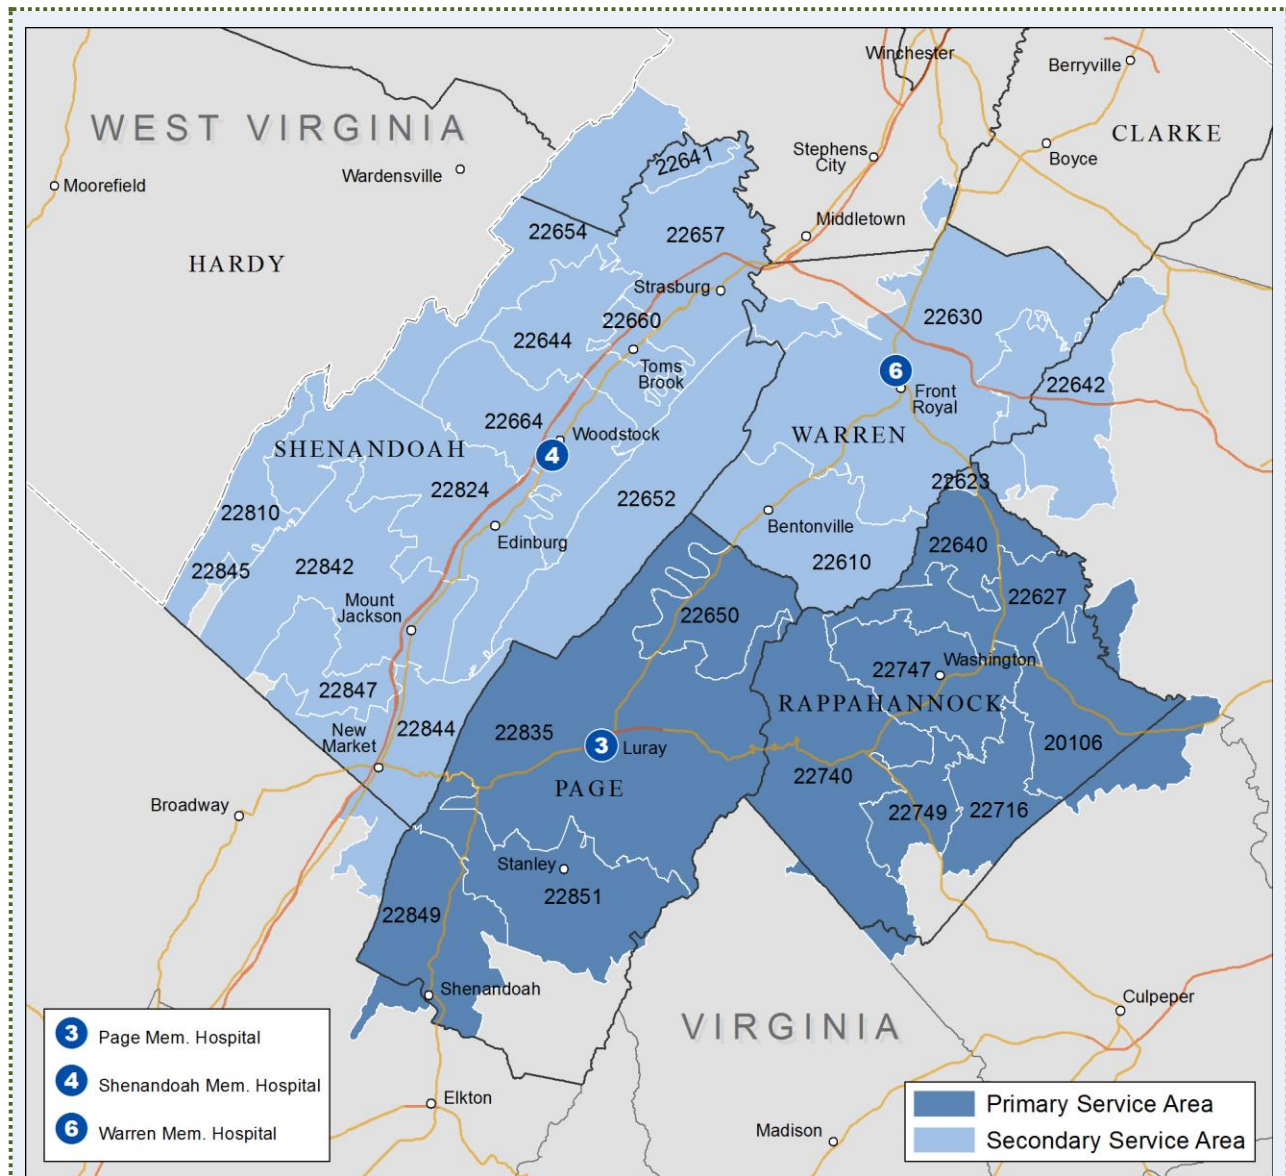 Winchester
Berryville
WEST VIRGINIA
CLARKE
Stephens
City
Boyce
22641
Wardensville
Moorefield
Middletown
22654
22657
HARDY
Strasburg
22660
22630
22644
Toms
Brook
6
Front
Royal
22642
22664
Woodstock
WARREN
SHENANDOAH
4
22824
22652
22623
22810
Bentonville
Edinburg
22640
22842
22610
22845
22627
Mount
Jackson
22650
22747
Washington
22847
RAPPAHANNOCK
New
Market
22844
22835
3
Luray
20106
22740
PAGE
Broadway
22749
22716
Stanley
22851
22849
Shenandoah
Culpeper
VIRGINIA
3 Page Mem. Hospital
4 Shenandoah Mem. Hospital
6 Warren Mem. Hospital
Elkton
Madison
Primary Service Area
Secondary Service Area